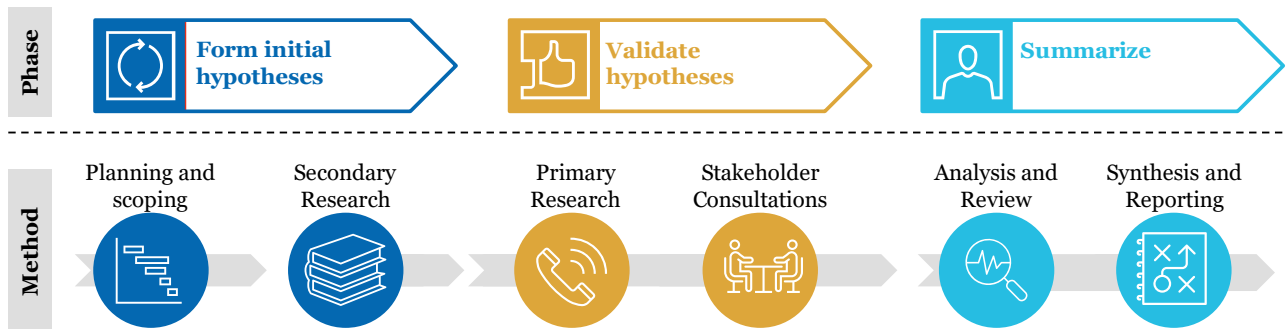 Phase
Form initial
hypotheses
Validate
hypotheses
Summarize
Method
Planning and
scoping
Secondary
Research
Primary
Research
Stakeholder
Consultations
Analysis and
Review
Synthesis and
Reporting